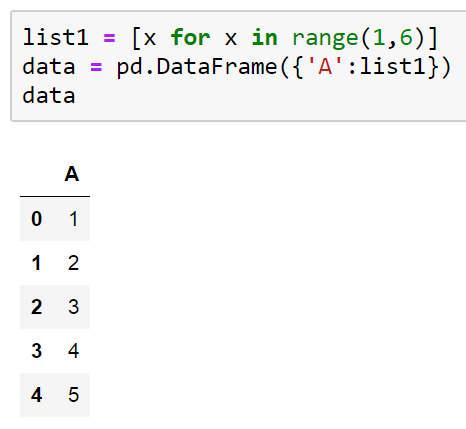 list1 = [x for x in range(1,6)]
data = pd.DataFrame({'A':list1})
data
A
0 1
1 2
2 3
3 4
4 5